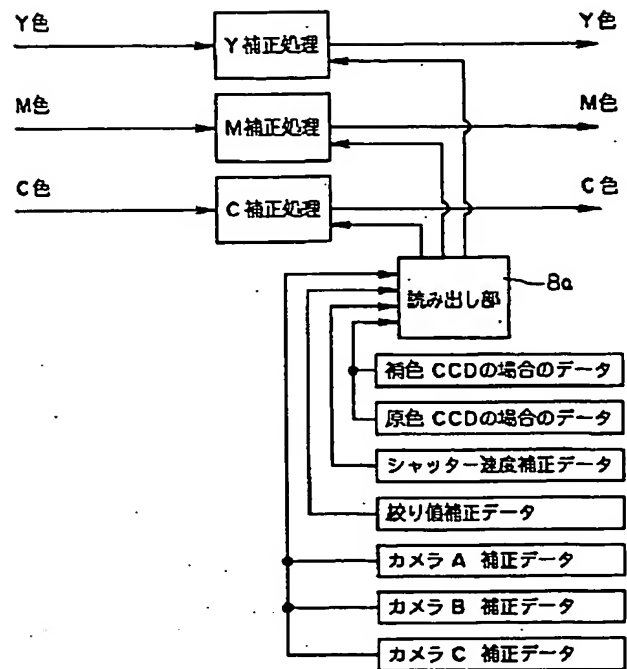 Y色 Y色
Y補正処理
M色 M色
M補正処理
C色 C色
C補正処理
読み出し部 8a
補色 CCDの場合のデータ
原色 CCDの場合のデータ
シャッター速度補正データ
絞り値補正データ
カメラ A 補正データ
カメラ B 補正データ
カメラ C 補正データ